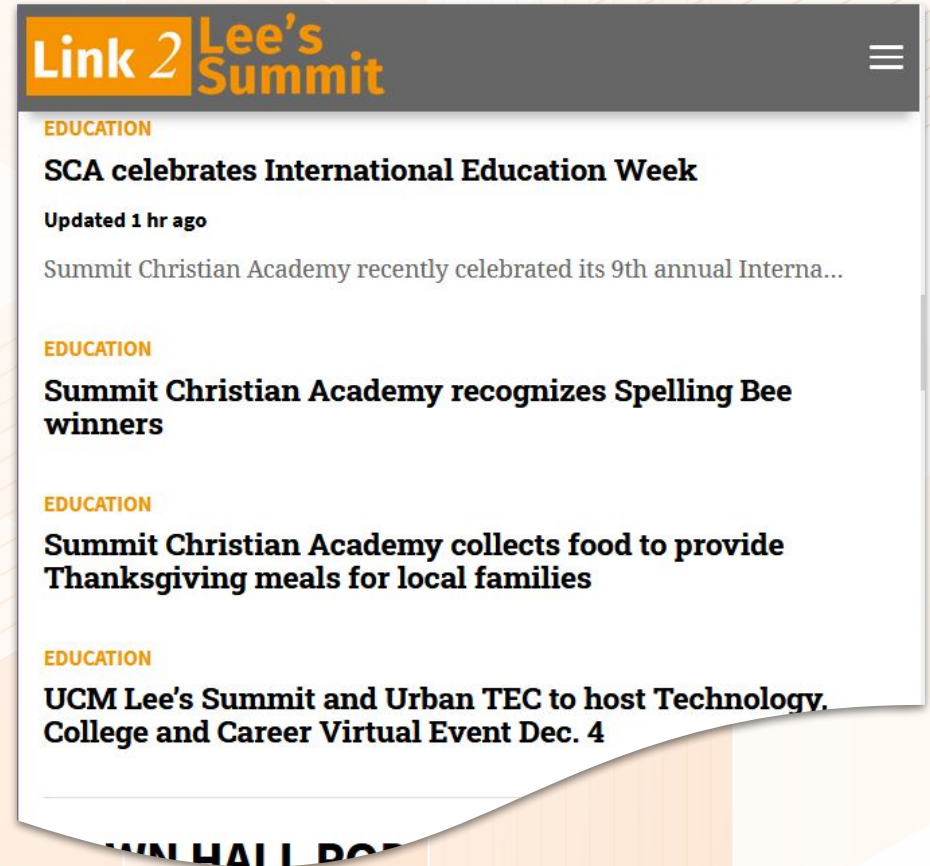 Link 2 Lee's
Summit
EDUCATION
SCA celebrates International Education Week
Updated 1 hr ago
Summit Christian Academy recently celebrated its 9th annual Interna...
EDUCATION
Summit Christian Academy recognizes Spelling Bee
winners
EDUCATION
Summit Christian Academy collects food to provide
Thanksgiving meals for local families
EDUCATION
UCM Lee's Summit and Urban TEC to host Technology,
College and Career Virtual Event Dec. 4
HALL